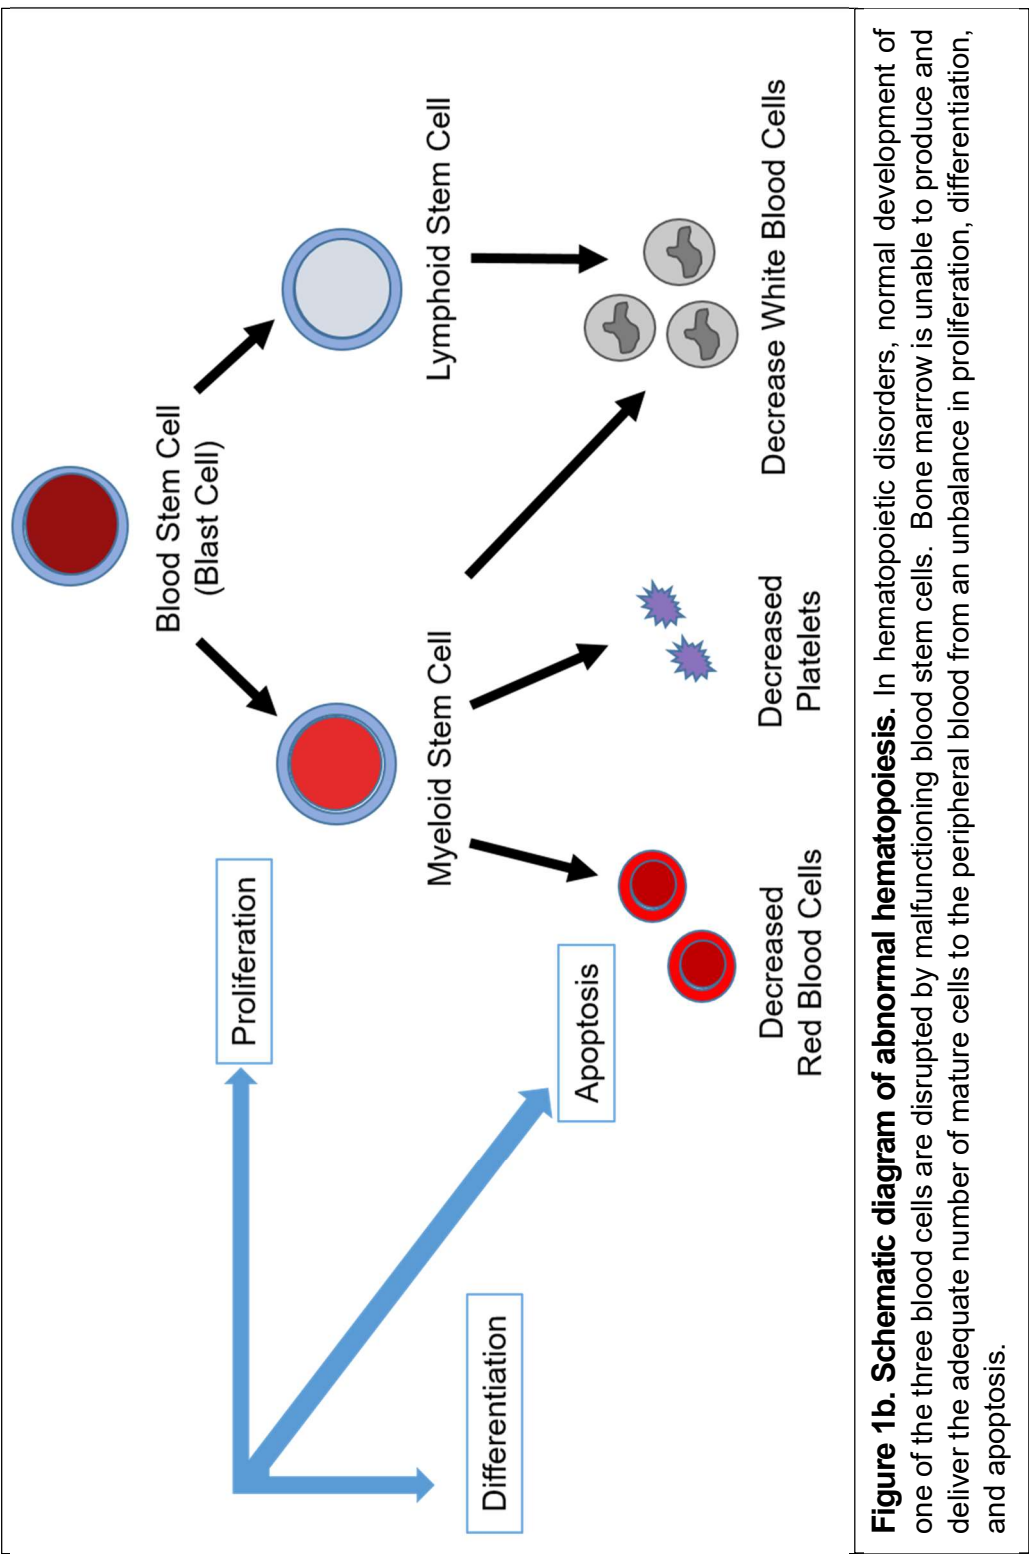 Blood Stem Cell
(Blast Cell)
Proliferation
Myeloid Stem Cell
Lymphoid Stem Cell
Differentiation
Apoptosis
Decreased
Red Blood Cells
Decreased
Platelets
Decrease White Blood Cells
Figure 1b. Schematic diagram of abnormal hematopoiesis. In hematopoietic disorders, normal development of
one of the three blood cells are disrupted by malfunctioning blood stem cells.  Bone marrow is unable to produce and
deliver the adequate number of mature cells to the peripheral blood from an unbalance in proliferation, differentiation,
and apoptosis.